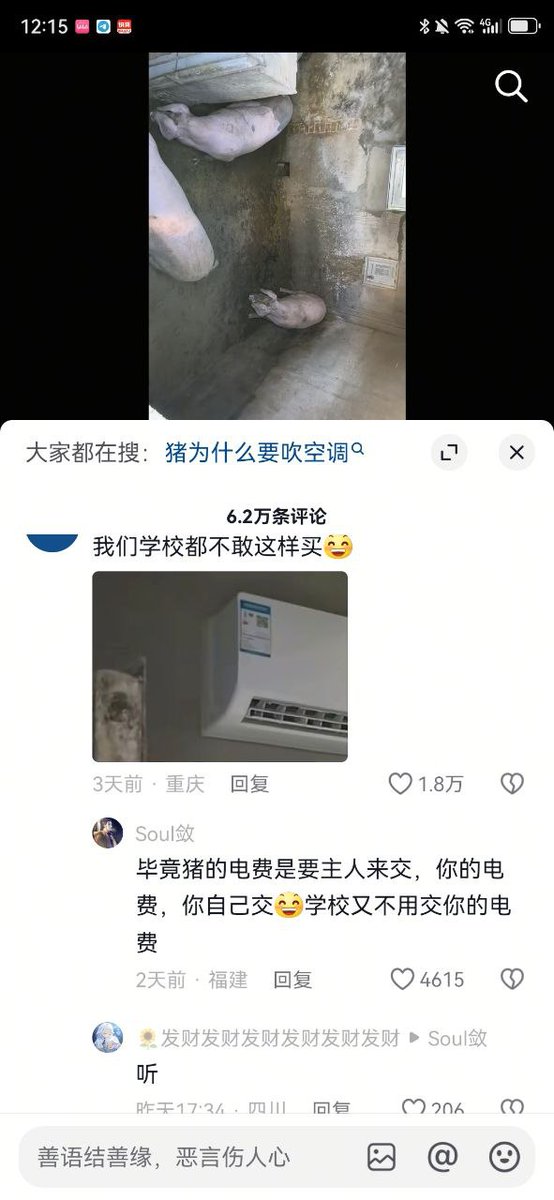 12:15
4G
大家都在搜：猪为什么要吹空调
6.2万条评论
我们学校都不敢这样买😄
3天前 · 重庆 回复 1.8万
Soul敛
毕竟猪的电费是要主人来交，你的电
费，你自己交😄学校又不用交你的电
费
2天前 · 福建 回复 4615
🌻发财发财发财发财发财发财 ▶ Soul敛
听
昨天17:34 · 四川 回复 206
善语结善缘，恶言伤人心